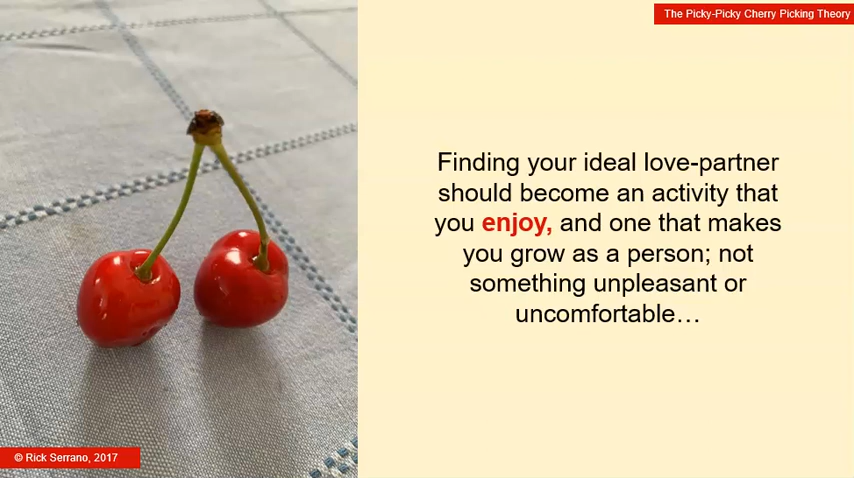 The Picky-Picky Cherry Picking Theory
Finding your ideal love-partner
should become an activity that
you enjoy, and one that makes
you grow as a person; not
something unpleasant or
uncomfortable…
© Rick Serrano, 2017